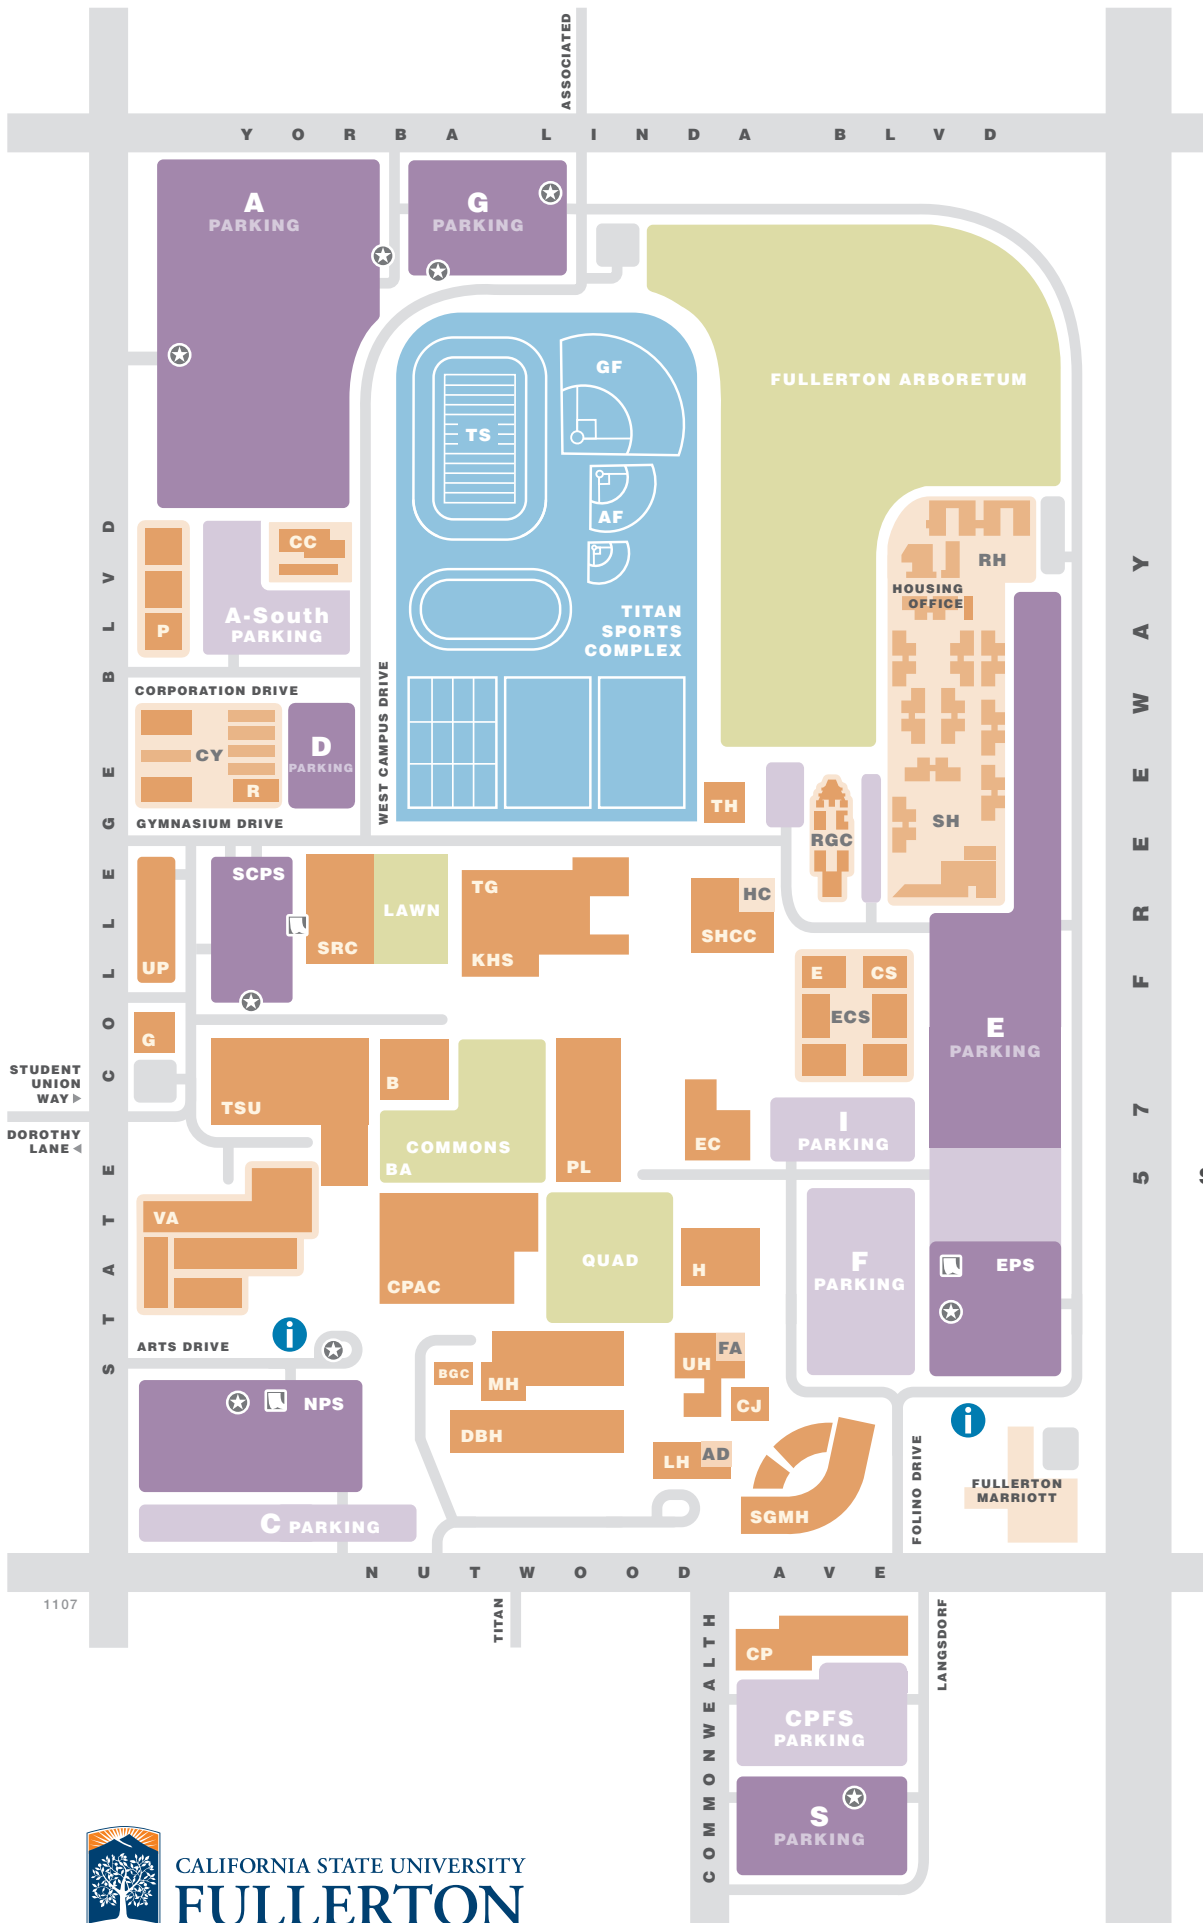 ASSOCIATED
YORBA LINDA BLVD
A
PARKING
G
PARKING
FULLERTON ARBORETUM
GF
TS
AF
TITAN
SPORTS
COMPLEX
RH
HOUSING
OFFICE
CC
P
A-South
PARKING
CORPORATION DRIVE
WEST CAMPUS DRIVE
CY
R
D
PARKING
GYMNASIUM DRIVE
TH
RGC
SH
STATE COLLEGE BLVD
57 FREEWAY
SCPS
UP
SRC
LAWN
TG
KHS
HC
SHCC
E
CS
ECS
E
PARKING
G
STUDENT
UNION
WAY
DOROTHY
LANE
TSU
B
COMMONS
BA
PL
EC
I
PARKING
S
VA
CPAC
QUAD
H
F
PARKING
EPS
ARTS DRIVE
i
BGC
MH
UH
FA
CJ
NPS
DBH
LH
AD
SGMH
i
FOLINO DRIVE
FULLERTON
MARRIOTT
C PARKING
NUTWOOD AVE
1107
TITAN
COMMONWEALTH
LANGSDORF
CP
CPFS
PARKING
S
PARKING
CALIFORNIA STATE UNIVERSITY
FULLERTON